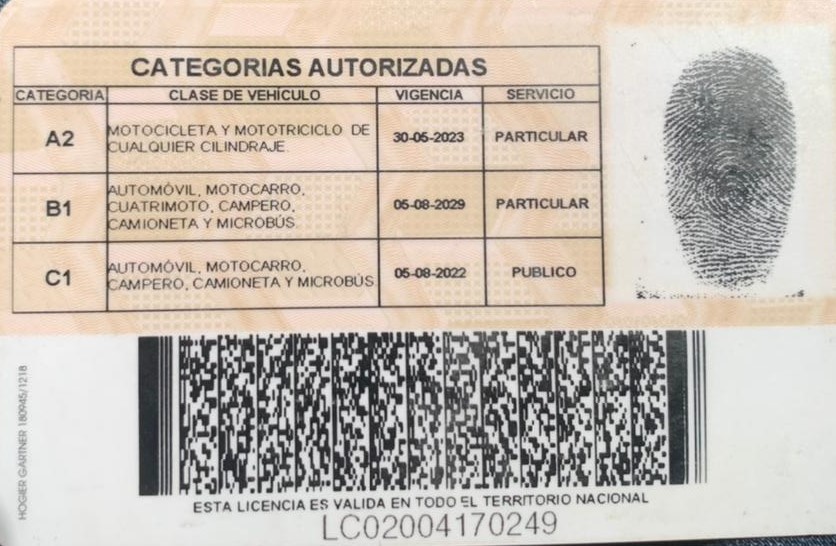 CATEGORIAS AUTORIZADAS
CATEGORIA CLASE DE VEHÍCULO VIGENCIA SERVICIO
A2 MOTOCICLETA Y MOTOTRICICLO DE CUALQUIER CILINDRAJE. 30-05-2023 PARTICULAR
B1 AUTOMÓVIL, MOTOCARRO, CUATRIMOTO, CAMPERO, CAMIONETA Y MICROBÚS. 05-08-2029 PARTICULAR
C1 AUTOMÓVIL, MOTOCARRO, CAMPERO, CAMIONETA Y MICROBÚS 05-08-2022 PUBLICO
HOGIER GARTNER 180945/1218
ESTA LICENCIA ES VALIDA EN TODO EL TERRITORIO NACIONAL
LC02004170249